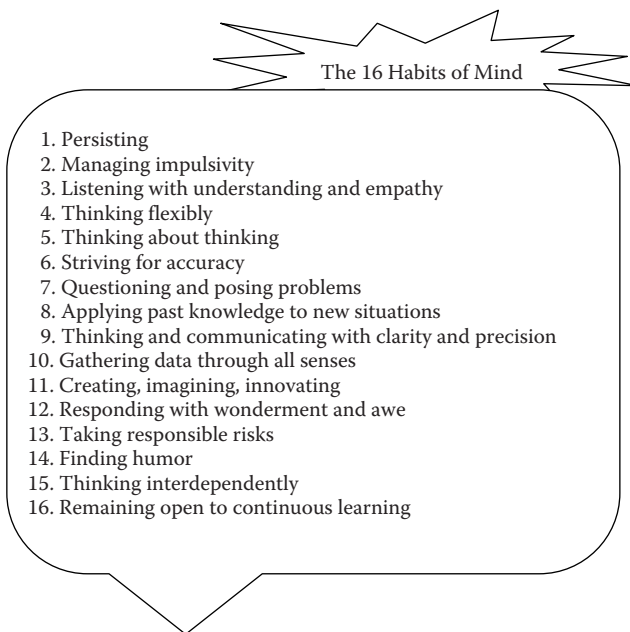 The 16 Habits of Mind
1. Persisting
2. Managing impulsivity
3. Listening with understanding and empathy
4. Thinking flexibly
5. Thinking about thinking
6. Striving for accuracy
7. Questioning and posing problems
8. Applying past knowledge to new situations
9. Thinking and communicating with clarity and precision
10. Gathering data through all senses
11. Creating, imagining, innovating
12. Responding with wonderment and awe
13. Taking responsible risks
14. Finding humor
15. Thinking interdependently
16. Remaining open to continuous learning